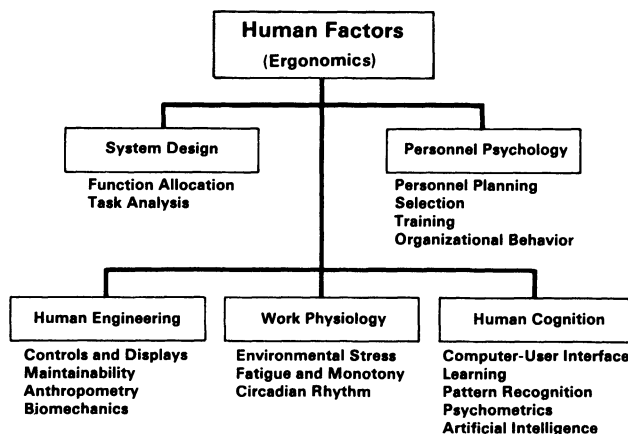 Human Factors
(Ergonomics)
System Design
Function Allocation
Task Analysis
Personnel Psychology
Personnel Planning
Selection
Training
Organizational Behavior
Human Engineering
Controls and Displays
Maintainability
Anthropometry
Biomechanics
Work Physiology
Environmental Stress
Fatigue and Monotony
Circadian Rhythm
Human Cognition
Computer-User Interface
Learning
Pattern Recognition
Psychometrics
Artificial Intelligence